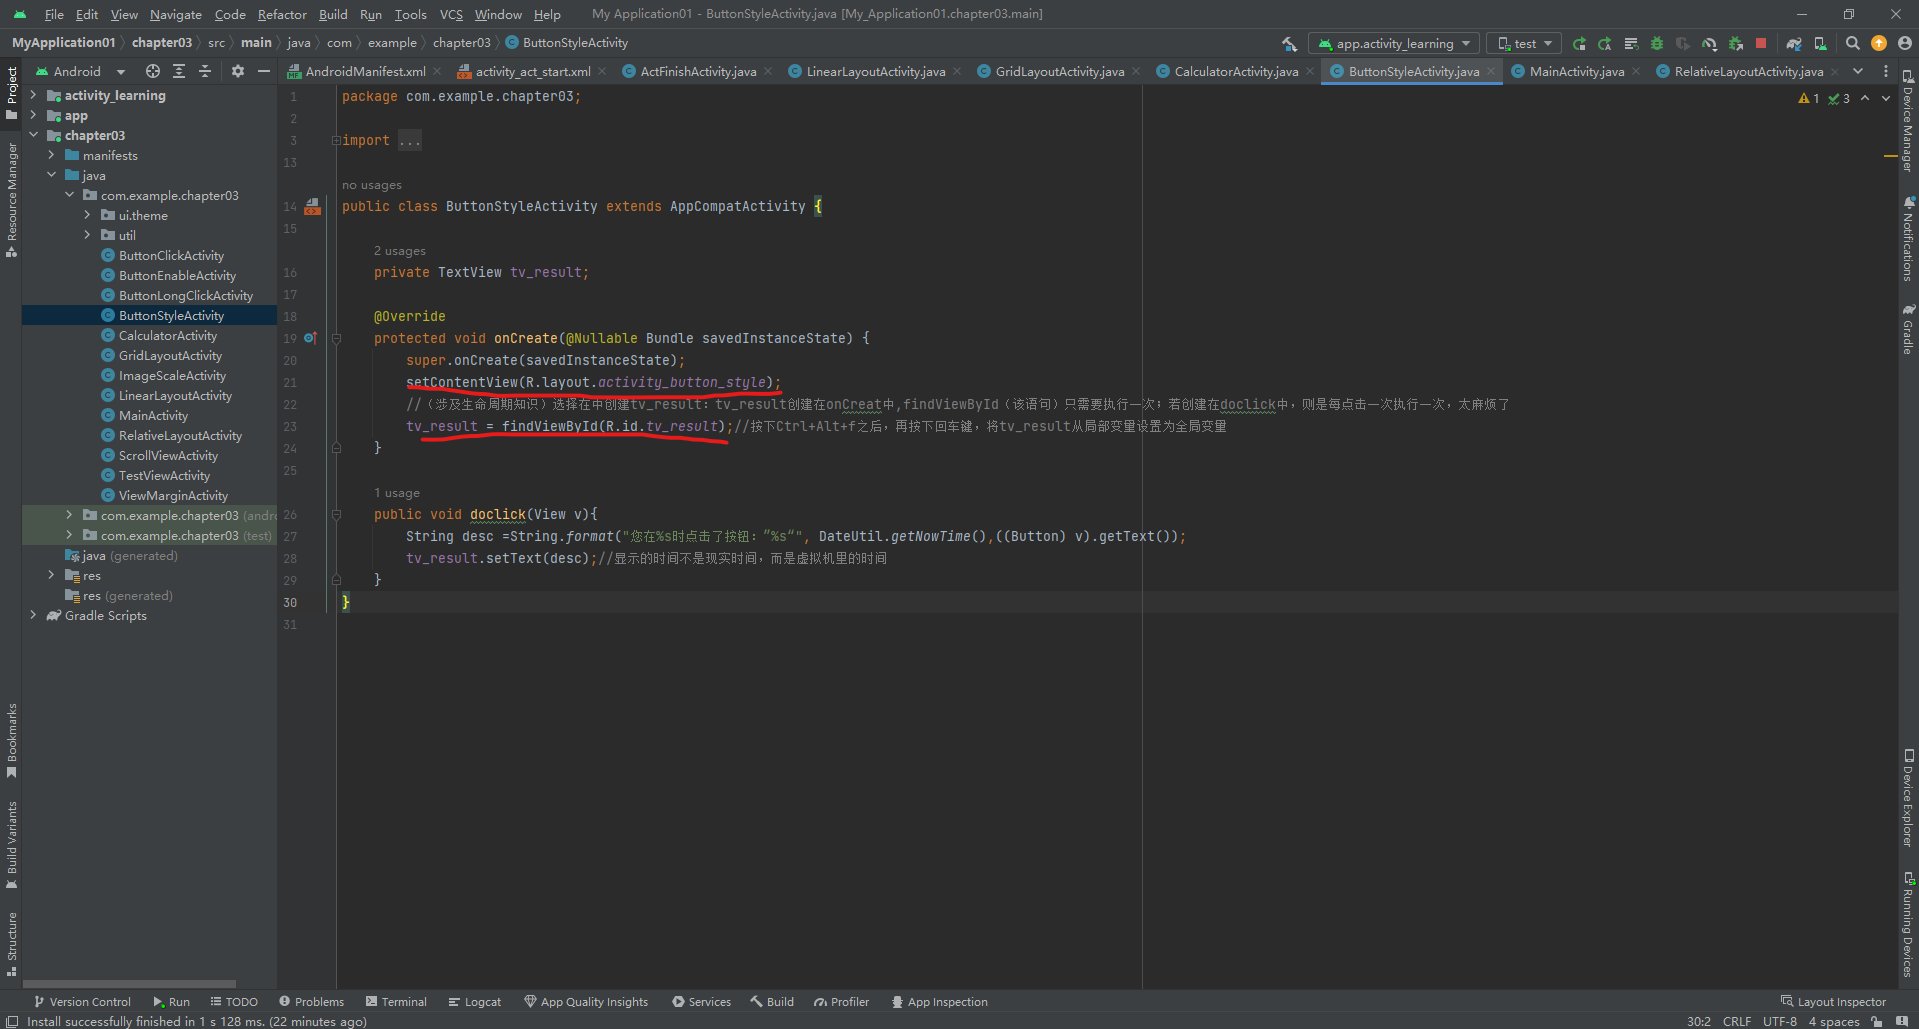 File Edit View Navigate Code Refactor Build Run Tools VCS Window Help My Application01 - ButtonStyleActivity.java [My_Application01.chapter03.main]
MyApplication01 chapter03 src main java com example chapter03 ButtonStyleActivity app.activity_learning test
Android AndroidManifest.xml activity_act_start.xml ActFinishActivity.java LinearLayoutActivity.java GridLayoutActivity.java CalculatorActivity.java ButtonStyleActivity.java MainActivity.java RelativeLayoutActivity.java
Project
Resource Manager
Bookmarks
Build Variants
Structure
activity_learning
app
chapter03
manifests
java
com.example.chapter03
ui.theme
util
ButtonClickActivity
ButtonEnableActivity
ButtonLongClickActivity
ButtonStyleActivity
CalculatorActivity
GridLayoutActivity
ImageScaleActivity
LinearLayoutActivity
MainActivity
RelativeLayoutActivity
ScrollViewActivity
TestViewActivity
ViewMarginActivity
com.example.chapter03 (andro
com.example.chapter03 (test)
java (generated)
res
res (generated)
Gradle Scripts
1 package com.example.chapter03;
2
3 import ...
13
no usages
14 public class ButtonStyleActivity extends AppCompatActivity {
15
2 usages
16 private TextView tv_result;
17
18 @Override
19 protected void onCreate(@Nullable Bundle savedInstanceState) {
20 super.onCreate(savedInstanceState);
21 setContentView(R.layout.activity_button_style);
22 //（涉及生命周期知识）选择在中创建tv_result：tv_result创建在onCreat中,findViewById（该语句）只需要执行一次；若创建在doclick中，则是每点击一次执行一次，太麻烦了
23 tv_result = findViewById(R.id.tv_result);//按下Ctrl+Alt+f之后，再按下回车键，将tv_result从局部变量设置为全局变量
24 }
25
1 usage
26 public void doclick(View v){
27 String desc =String.format("您在%s时点击了按钮：”%s“", DateUtil.getNowTime(),((Button) v).getText());
28 tv_result.setText(desc);//显示的时间不是现实时间，而是虚拟机里的时间
29 }
30 }
31
1 3
Device Manager
Notifications
Gradle
Device Explorer
Running Devices
Version Control Run TODO Problems Terminal Logcat App Quality Insights Services Build Profiler App Inspection Layout Inspector
Install successfully finished in 1 s 128 ms. (22 minutes ago) 30:2 CRLF UTF-8 4 spaces